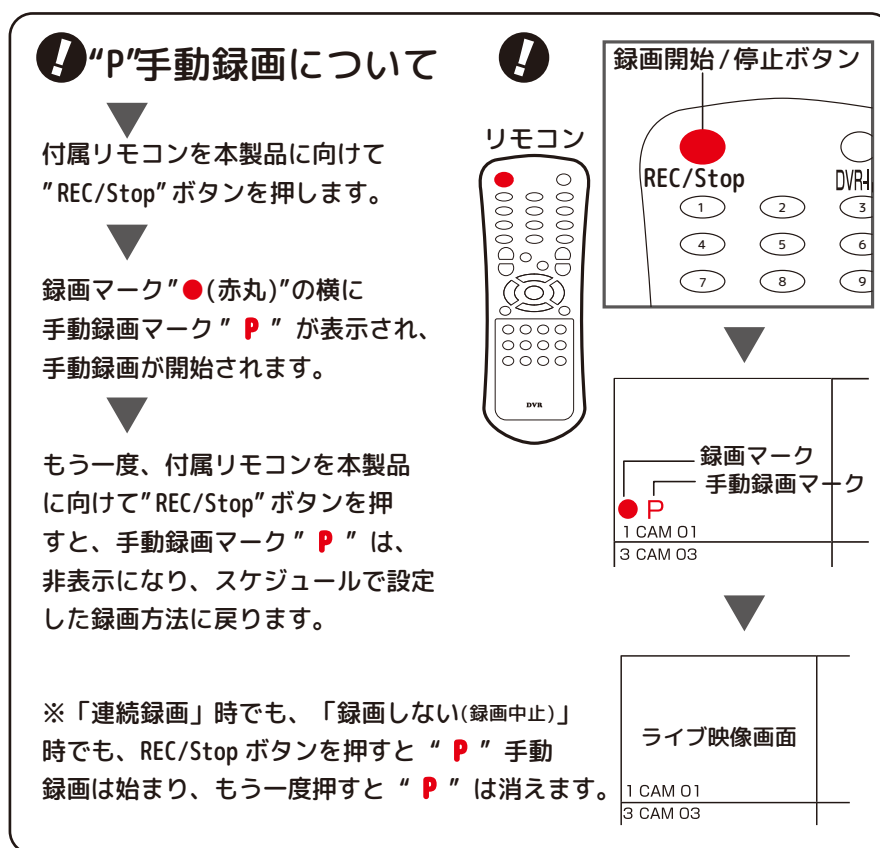 “P”手動録画について
付属リモコンを本製品に向けて
”REC/Stop”ボタンを押します。
録画マーク”●(赤丸)”の横に
手動録画マーク ” P ” が表示され、
手動録画が開始されます。
もう一度、付属リモコンを本製品
に向けて”REC/Stop”ボタンを押
すと、手動録画マーク ” P ” は、
非表示になり、スケジュールで設定
した録画方法に戻ります。
※「連続録画」時でも、「録画しない(録画中止)」
時でも、REC/Stop ボタンを押すと “ P ” 手動
録画は始まり、もう一度押すと “ P ” は消えます。
リモコン
DVR
録画開始/停止ボタン
REC/Stop
DVR-
1 2 3
4 5 6
7 8 9
録画マーク
手動録画マーク
P
1 CAM 01
3 CAM 03
ライブ映像画面
1 CAM 01
3 CAM 03